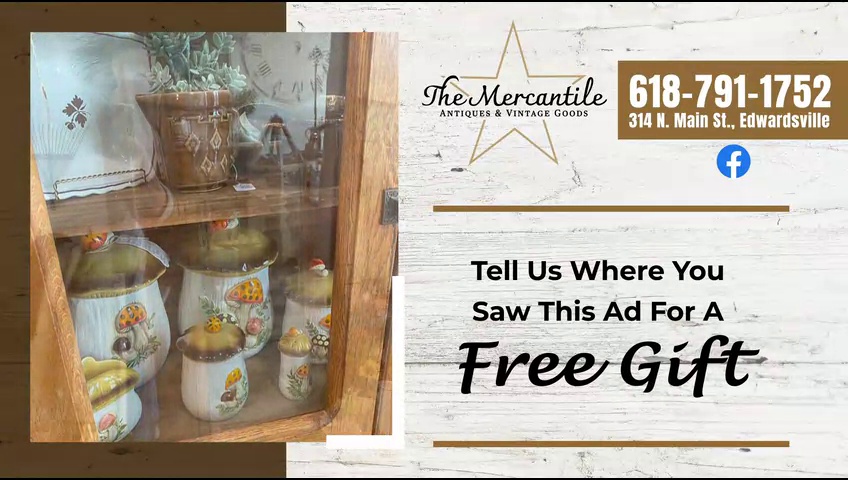 The Mercantile
ANTIQUES & VINTAGE GOODS
618-791-1752
314 N. Main St., Edwardsville
Tell Us Where You
Saw This Ad For A
Free Gift